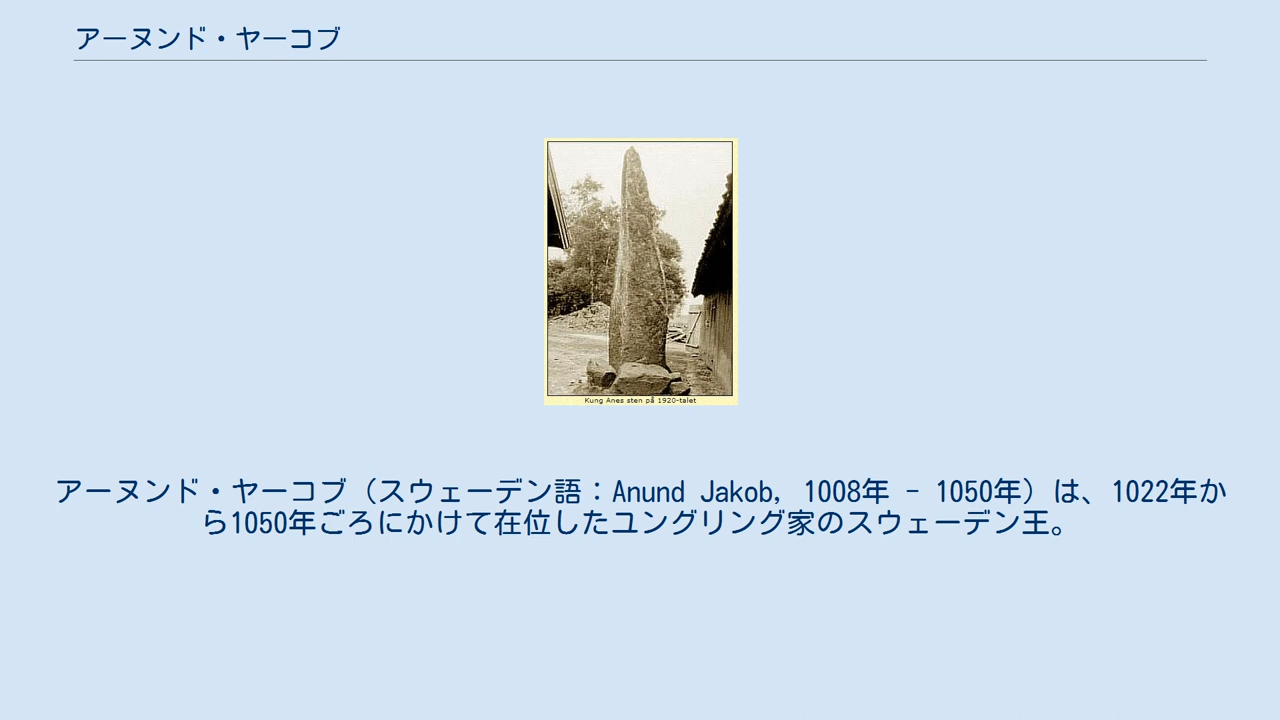 アーヌンド・ヤーコブ
Kung Anes sten på 1920-talet
アーヌンド・ヤーコブ（スウェーデン語：Anund Jakob, 1008年 - 1050年）は、1022年か
ら1050年ごろにかけて在位したユングリング家のスウェーデン王。